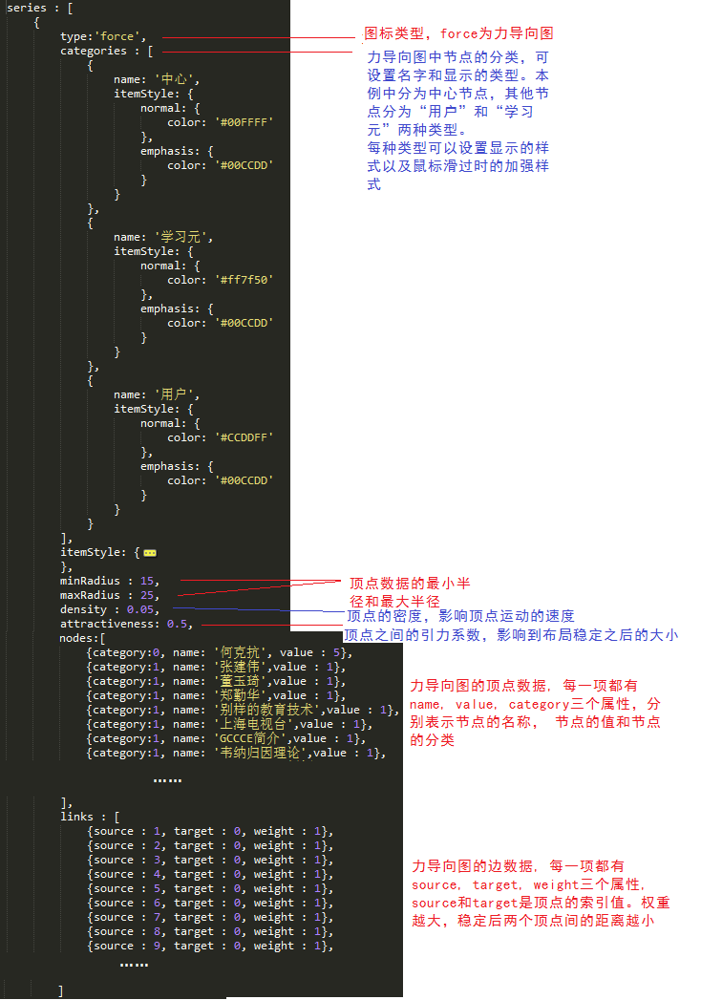 series : [
{
type:'force',
图标类型，force为力导向图
categories : [
力导向图中节点的分类，可
设置名字和显示的类型。本
例中分为中心节点，其他节
点分为“用户”和“学习
元”两种类型。
每种类型可以设置显示的样
式以及鼠标滑过时的加强样
式
{
name: '中心',
itemStyle: {
normal: {
color: '#00FFFF'
},
emphasis: {
color: '#00CCDD'
}
}
},
{
name: '学习元',
itemStyle: {
normal: {
color: '#ff7f50'
},
emphasis: {
color: '#00CCDD'
}
}
},
{
name: '用户',
itemStyle: {
normal: {
color: '#CCDDFF'
},
emphasis: {
color: '#00CCDD'
}
}
}
],
itemStyle: {
},
minRadius : 15,
maxRadius : 25,
顶点数据的最小半
径和最大半径
density : 0.05,
顶点的密度，影响顶点运动的速度
attractiveness: 0.5,
顶点之间的引力系数，影响到布局稳定之后的大小
nodes:[
{category:0, name: '何克抗', value : 5},
{category:1, name: '张建伟',value : 1},
{category:1, name: '董玉琦',value : 1},
{category:1, name: '郑勤华',value : 1},
{category:1, name: '别样的教育技术',value : 1},
{category:1, name: '上海电视台',value : 1},
{category:1, name: 'GCCCE简介',value : 1},
{category:1, name: '韦纳归因理论',value : 1},
力导向图的顶点数据，每一项都有
name, value, category三个属性，分
别表示节点的名称， 节点的值和节点
的分类
......
],
links : [
{source : 1, target : 0, weight : 1},
{source : 2, target : 0, weight : 1},
{source : 3, target : 0, weight : 1},
{source : 4, target : 0, weight : 1},
{source : 5, target : 0, weight : 1},
{source : 6, target : 0, weight : 1},
{source : 7, target : 0, weight : 1},
{source : 8, target : 0, weight : 1},
{source : 9, target : 0, weight : 1},
力导向图的边数据，每一项都有
source, target, weight三个属性，
source和target是顶点的索引值。权重
越大，稳定后两个顶点间的距离越小
......
]